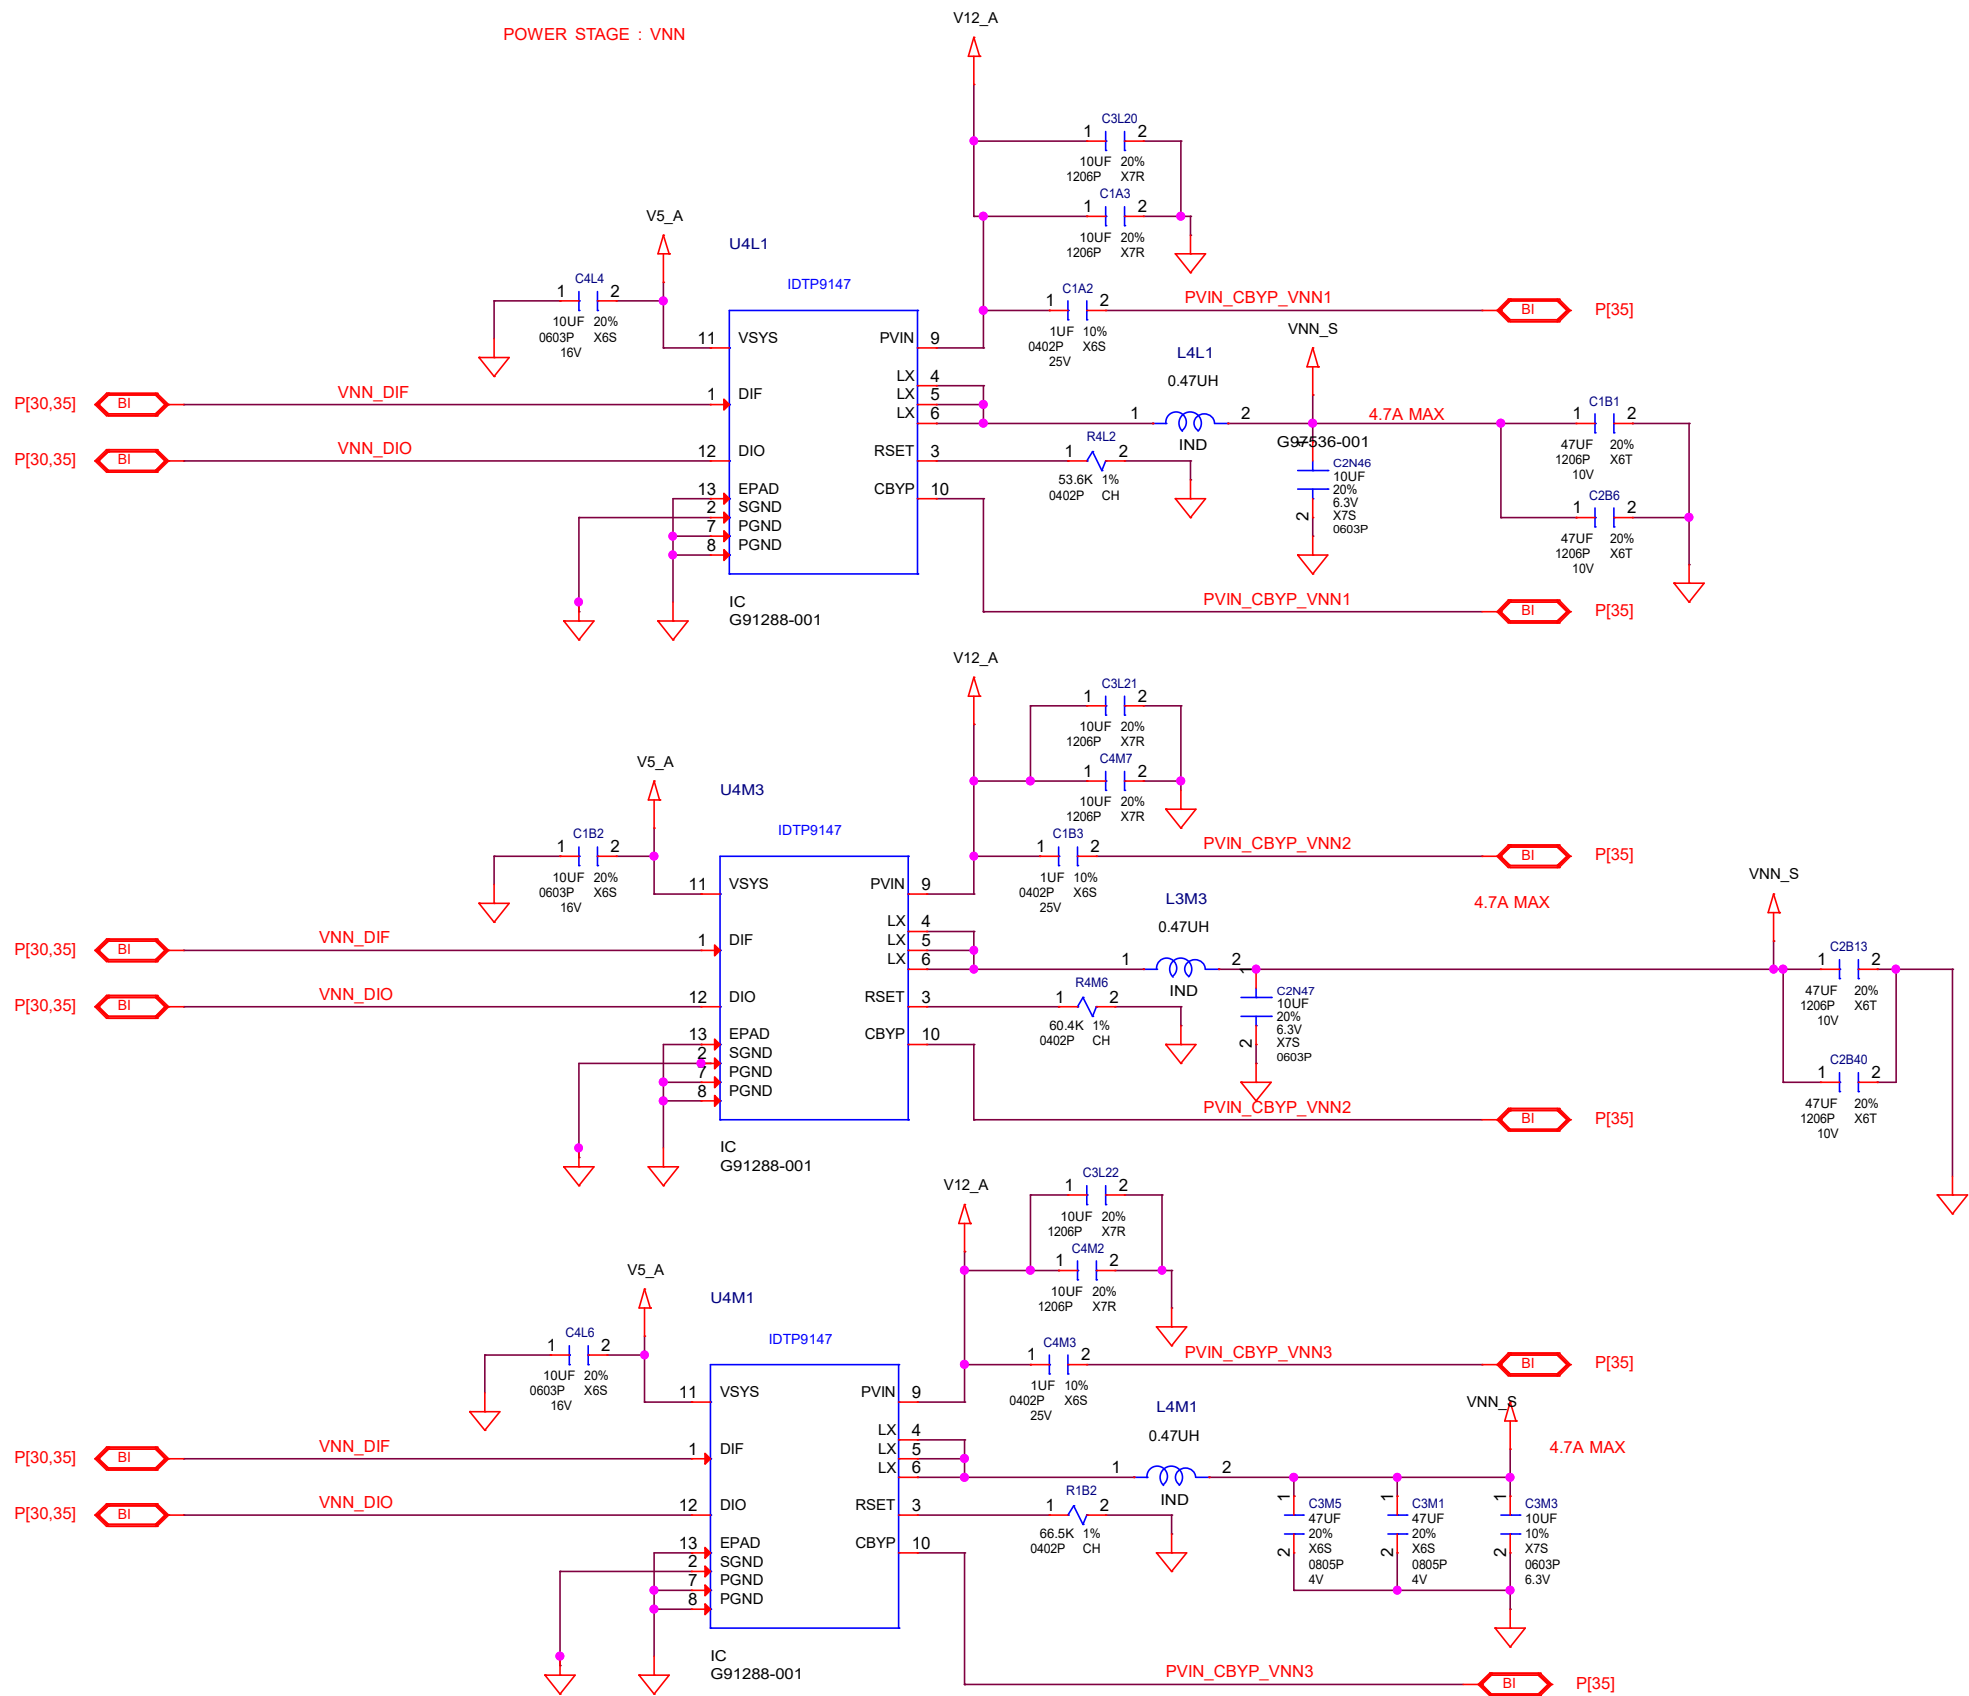 POWER STAGE : VNN
V12_A
C3L20
1 2
10UF 20%
1206P X7R
C1A3
1 2
10UF 20%
1206P X7R
V5_A
U4L1
IDTP9147
C4L4
1 2
10UF 20%
0603P X6S
16V
C1A2
1 2
1UF 10%
0402P X6S
25V
PVIN_CBYP_VNN1
BI P[35]
11 VSYS
PVIN 9
VNN_S
L4L1
0.47UH
P[30,35] BI VNN_DIF
1 DIF
LX 4
LX 5
LX 6
1 2
IND
4.7A MAX
G97536-001
C1B1
1 2
47UF 20%
1206P X6T
10V
P[30,35] BI VNN_DIO
12 DIO
RSET 3
R4L2
1 2
53.6K 1%
0402P CH
1
C2N46
10UF
20%
6.3V
X7S
0603P
2
C2B6
1 2
47UF 20%
1206P X6T
10V
13 EPAD
2 SGND
7 PGND
8 PGND
CBYP 10
IC
G91288-001
PVIN_CBYP_VNN1
BI P[35]
V12_A
C3L21
1 2
10UF 20%
1206P X7R
C4M7
1 2
10UF 20%
1206P X7R
V5_A
U4M3
IDTP9147
C1B2
1 2
10UF 20%
0603P X6S
16V
C1B3
1 2
1UF 10%
0402P X6S
25V
PVIN_CBYP_VNN2
BI P[35]
11 VSYS
PVIN 9
L3M3
0.47UH
4.7A MAX
VNN_S
P[30,35] BI VNN_DIF
1 DIF
LX 4
LX 5
LX 6
1 2
IND
C2B13
1 2
47UF 20%
1206P X6T
10V
P[30,35] BI VNN_DIO
12 DIO
RSET 3
R4M6
1 2
60.4K 1%
0402P CH
1
C2N47
10UF
20%
6.3V
X7S
0603P
2
C2B40
1 2
47UF 20%
1206P X6T
10V
13 EPAD
2 SGND
7 PGND
8 PGND
CBYP 10
IC
G91288-001
PVIN_CBYP_VNN2
BI P[35]
V12_A
C3L22
1 2
10UF 20%
1206P X7R
C4M2
1 2
10UF 20%
1206P X7R
V5_A
U4M1
IDTP9147
C4L6
1 2
10UF 20%
0603P X6S
16V
C4M3
1 2
1UF 10%
0402P X6S
25V
PVIN_CBYP_VNN3
BI P[35]
11 VSYS
PVIN 9
L4M1
0.47UH
VNN_S
4.7A MAX
P[30,35] BI VNN_DIF
1 DIF
LX 4
LX 5
LX 6
1 2
IND
P[30,35] BI VNN_DIO
12 DIO
RSET 3
R1B2
1 2
66.5K 1%
0402P CH
1
C3M5
47UF
20%
X6S
0805P
4V
2
1
C3M1
47UF
20%
X6S
0805P
4V
2
1
C3M3
10UF
10%
X7S
0603P
6.3V
2
13 EPAD
2 SGND
7 PGND
8 PGND
CBYP 10
IC
G91288-001
PVIN_CBYP_VNN3
BI P[35]